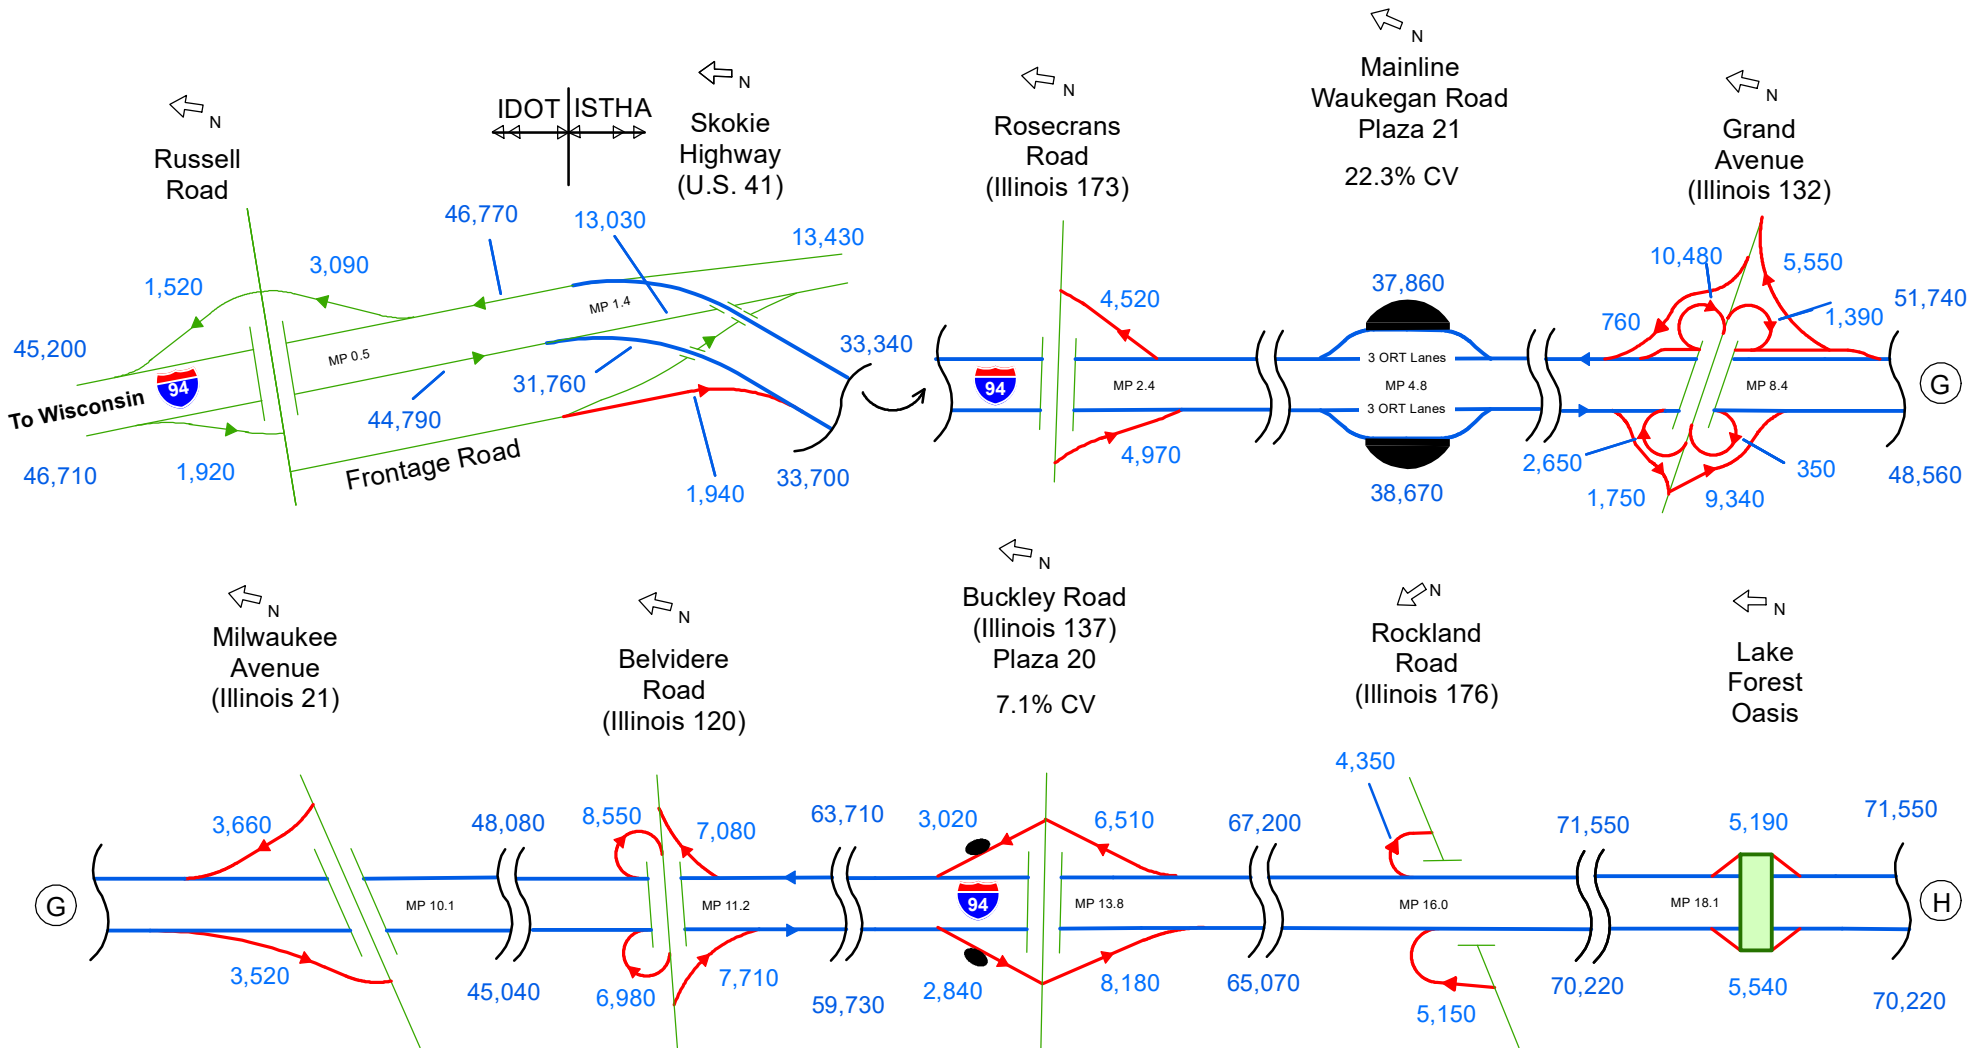 N
Russell
Road
IDOT
ISTHA
N
Skokie
Highway
(U.S. 41)
N
Rosecrans
Road
(Illinois 173)
N
Mainline
Waukegan Road
Plaza 21
22.3% CV
N
Grand
Avenue
(Illinois 132)
46,770
13,030
13,430
1,520
3,090
MP 1.4
45,200
MP 0.5
94
To Wisconsin
44,790
31,760
33,340
46,710
1,920
Frontage Road
1,940
33,700
4,520
94
MP 2.4
4,970
37,860
3 ORT Lanes
MP 4.8
3 ORT Lanes
38,670
10,480
5,550
760
1,390
51,740
MP 8.4
G
2,650
350
1,750
9,340
48,560
N
Milwaukee
Avenue
(Illinois 21)
N
Belvidere
Road
(Illinois 120)
N
Buckley Road
(Illinois 137)
Plaza 20
7.1% CV
N
Rockland
Road
(Illinois 176)
N
Lake
Forest
Oasis
G
3,660
MP 10.1
3,520
48,080
45,040
8,550
7,080
MP 11.2
6,980
7,710
63,710
59,730
3,020
6,510
94
MP 13.8
2,840
8,180
67,200
65,070
4,350
MP 16.0
5,150
71,550
70,220
5,190
MP 18.1
5,540
71,550
H
70,220